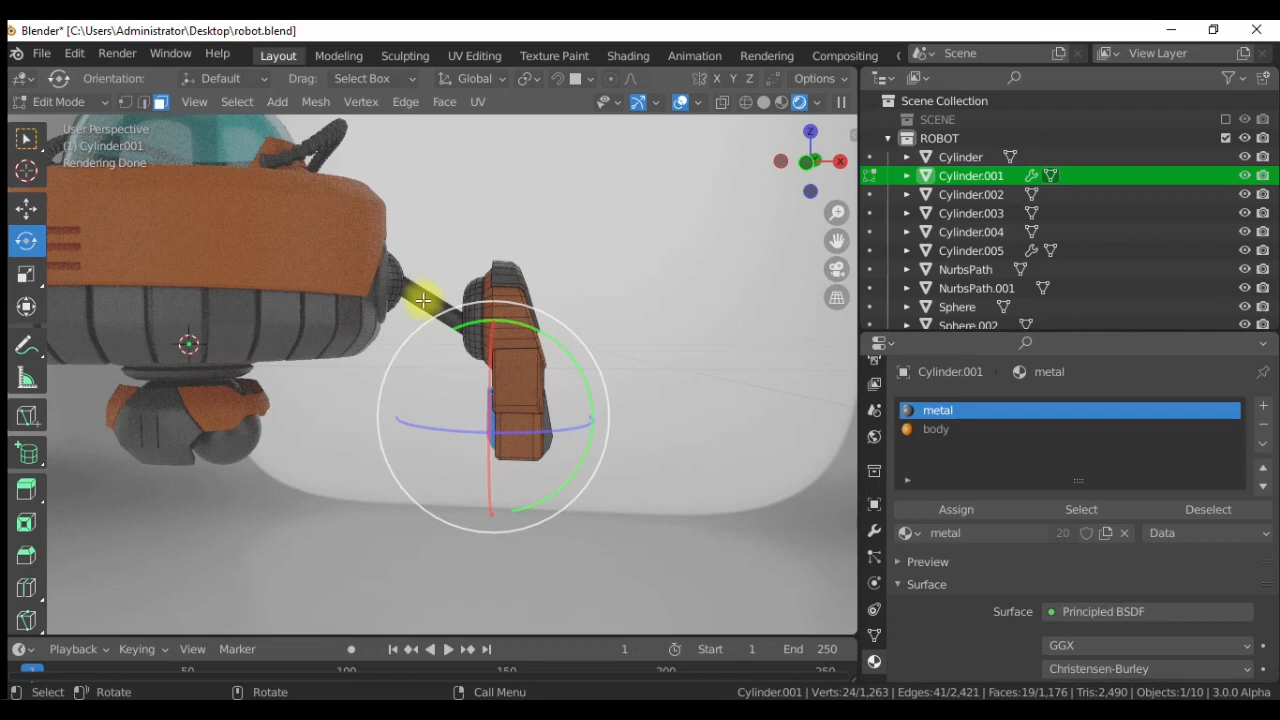 Blender* [C:\Users\Administrator\Desktop\robot.blend]
File Edit Render Window Help Layout Modeling Sculpting UV Editing Texture Paint Shading Animation Rendering Compositing Scene View Layer
Orientation: Default Drag: Select Box Global X Y Z Options
Edit Mode View Select Add Mesh Vertex Edge Face UV
Scene Collection
User Perspective
(1) Cylinder.001
Rendering Done
Z
X
SCENE
ROBOT
Cylinder
Cylinder.001
Cylinder.002
Cylinder.003
Cylinder.004
Cylinder.005
NurbsPath
NurbsPath.001
Sphere
Sphere.002
Cylinder.001 metal
metal
body
Assign Select Deselect
metal 20 Data
Preview
Surface
Surface Principled BSDF
GGX
Christensen-Burley
Playback Keying View Marker 1 Start 1 End 250
1 50 100 150 200 250
Select Rotate Rotate Call Menu Cylinder.001 | Verts:24/1,263 | Edges:41/2,421 | Faces:19/1,176 | Tris:2,490 | Objects:1/10 | 3.0.0 Alpha